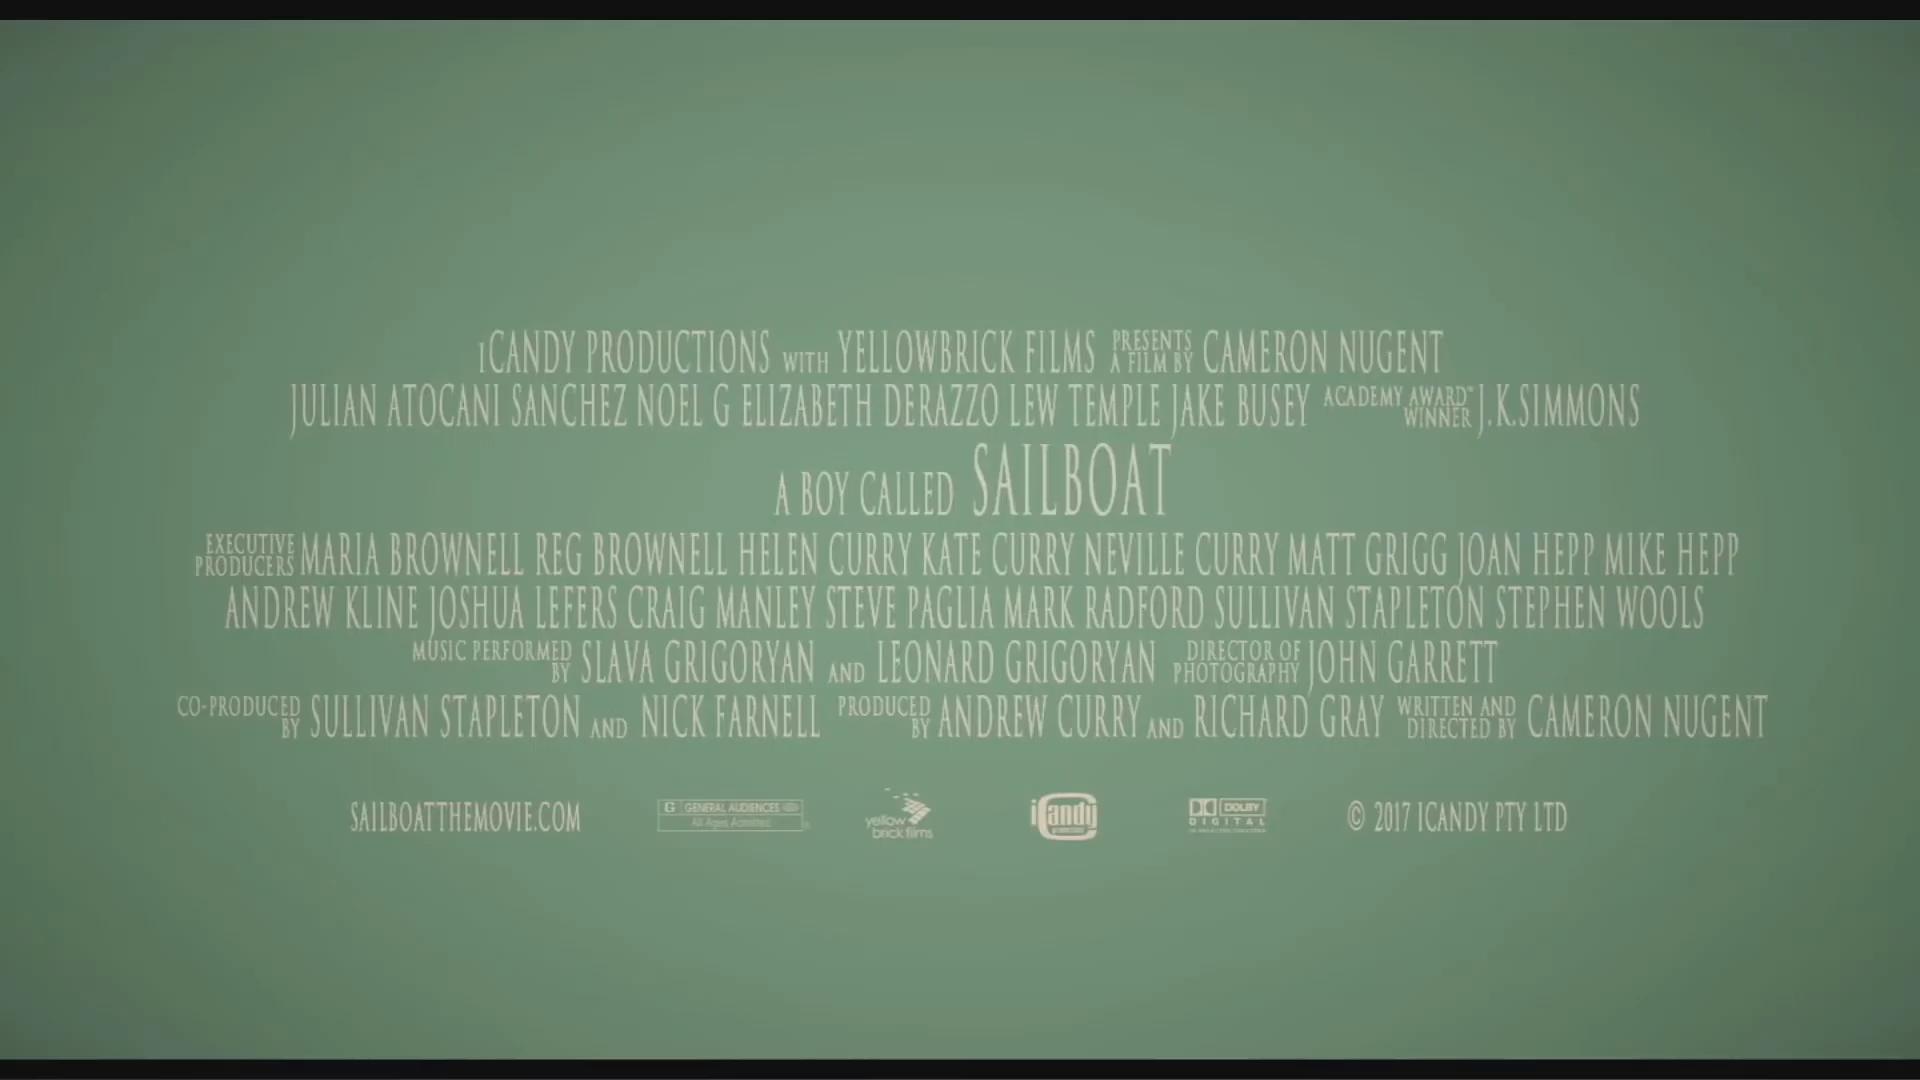 iCANDY PRODUCTIONS WITH YELLOWBRICK FILMS PRESENTS A FILM BY CAMERON NUGENT
JULIAN ATOCANI SANCHEZ NOEL G ELIZABETH DERAZZO LEW TEMPLE JAKE BUSEY ACADEMY AWARD™ WINNER J.K.SIMMONS
A BOY CALLED SAILBOAT
EXECUTIVE PRODUCERS MARIA BROWNELL REG BROWNELL HELEN CURRY KATE CURRY NEVILLE CURRY MATT GRIGG JOAN HEPP MIKE HEPP
ANDREW KLINE JOSHUA LEFERS CRAIG MANLEY STEVE PAGLIA MARK RADFORD SULLIVAN STAPLETON STEPHEN WOOLS
MUSIC PERFORMED BY SLAVA GRIGORYAN AND LEONARD GRIGORYAN DIRECTOR OF PHOTOGRAPHY JOHN GARRETT
CO-PRODUCED BY SULLIVAN STAPLETON AND NICK FARNELL PRODUCED BY ANDREW CURRY AND RICHARD GRAY WRITTEN AND DIRECTED BY CAMERON NUGENT
SAILBOATTHEMOVIE.COM
G GENERAL AUDIENCES
All Ages Admitted
yellow
brick films
iCandy
DOLBY
DIGITAL
© 2017 ICANDY PTY LTD